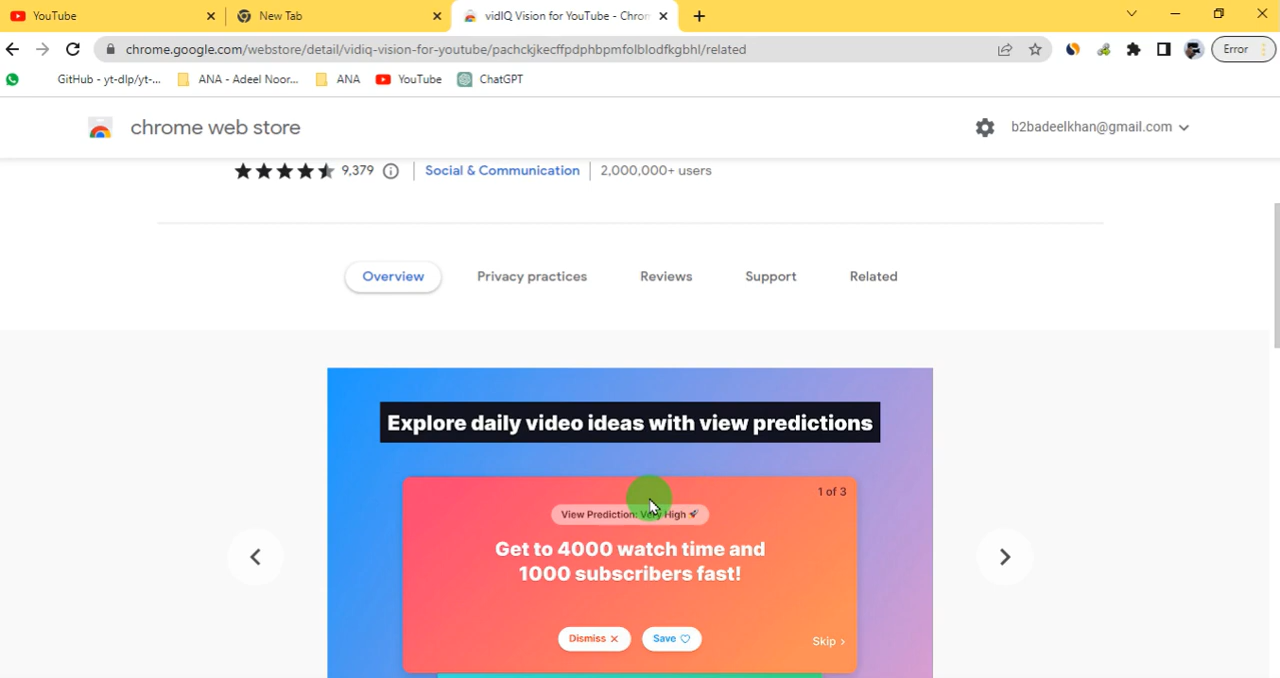 YouTube
New Tab
vidIQ Vision for YouTube - Chron
chrome.google.com/webstore/detail/vidiq-vision-for-youtube/pachckjkecffpdphbpmfolblodfkgbhl/related
Error
GitHub - yt-dlp/yt-...
ANA - Adeel Noor...
ANA
YouTube
ChatGPT
chrome web store
b2badeelkhan@gmail.com
9,379
Social & Communication
2,000,000+ users
Overview
Privacy practices
Reviews
Support
Related
Explore daily video ideas with view predictions
1 of 3
View Prediction: Very High
Get to 4000 watch time and
1000 subscribers fast!
Dismiss
Save
Skip